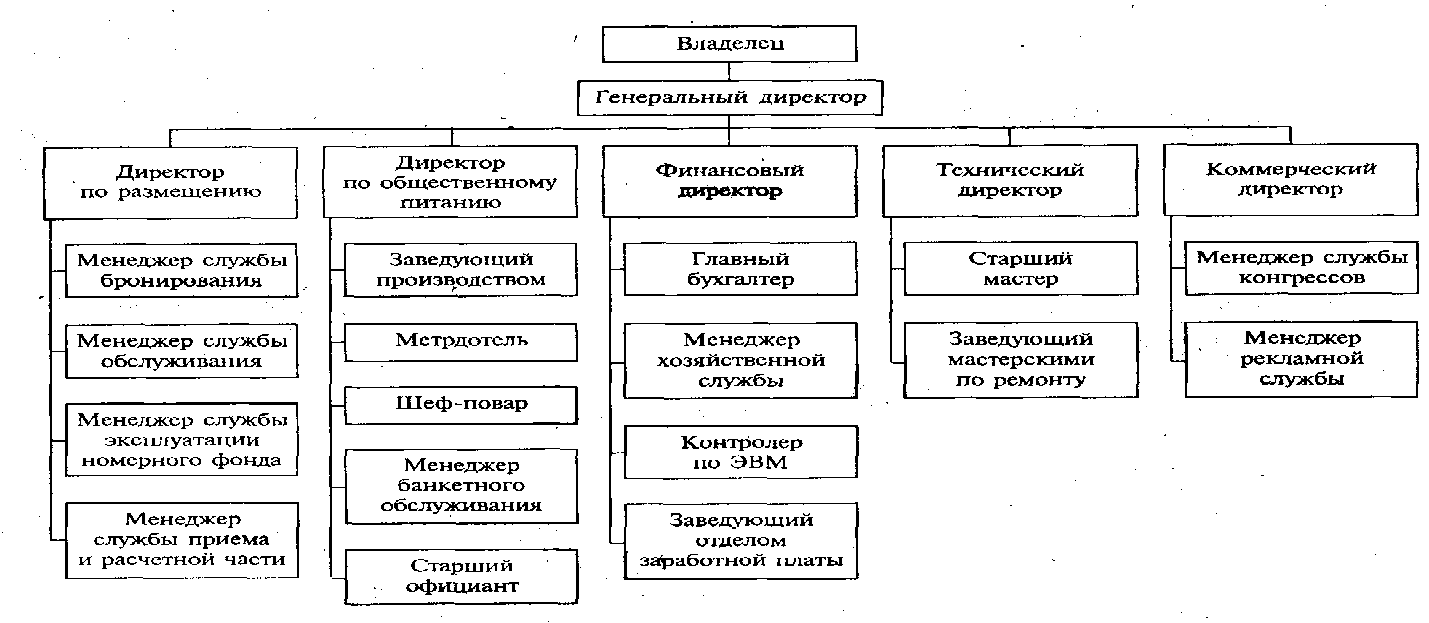 Владелец
Генеральный директор
Директор
по размещению
Менеджер службы
бронирования
Менеджер службы
обслуживания
Менеджер службы
эксплуатации
номерного фонда
Менеджер
службы приема
и расчетной части
Директор
по общественному
питанию
Заведующий
производством
Метрдотель
Шеф-повар
Менеджер
банкетного
обслуживания
Старший
официант
Финансовый
директор
Главный
бухгалтер
Менеджер
хозяйственной
службы
Контролер
по ЭВМ
Заведующий
отделом
заработной платы
Технический
директор
Старший
мастер
Заведующий
мастерскими
по ремонту
Коммерческий
директор
Менеджер службы
конгрессов
Менеджер
рекламной
службы